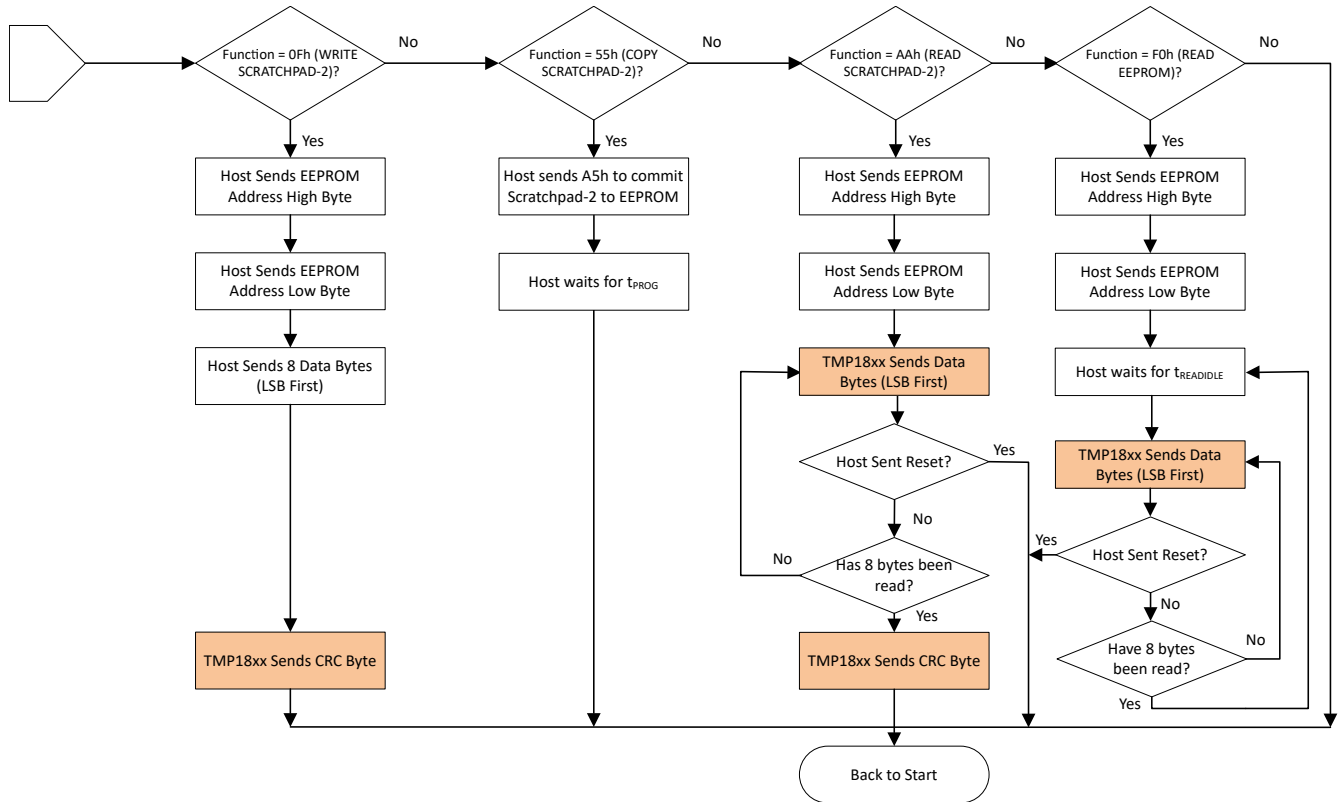 Function = 0Fh (WRITE
SCRATCHPAD-2)?
No
Yes
Host Sends EEPROM
Address High Byte
Host Sends EEPROM
Address Low Byte
Host Sends 8 Data Bytes
(LSB First)
TMP18xx Sends CRC Byte
Function = 55h (COPY
SCRATCHPAD-2)?
No
Yes
Host sends A5h to commit
Scratchpad-2 to EEPROM
Host waits for tPROG
Function = AAh (READ
SCRATCHPAD-2)?
No
Yes
Host Sends EEPROM
Address High Byte
Host Sends EEPROM
Address Low Byte
TMP18xx Sends Data
Bytes (LSB First)
Host Sent Reset?
Yes
No
Has 8 bytes been
read?
No
Yes
TMP18xx Sends CRC Byte
Function = F0h (READ
EEPROM)?
No
Yes
Host Sends EEPROM
Address High Byte
Host Sends EEPROM
Address Low Byte
Host waits for tREADIDLE
TMP18xx Sends Data
Bytes (LSB First)
Host Sent Reset?
Yes
No
Have 8 bytes
been read?
No
Yes
Back to Start